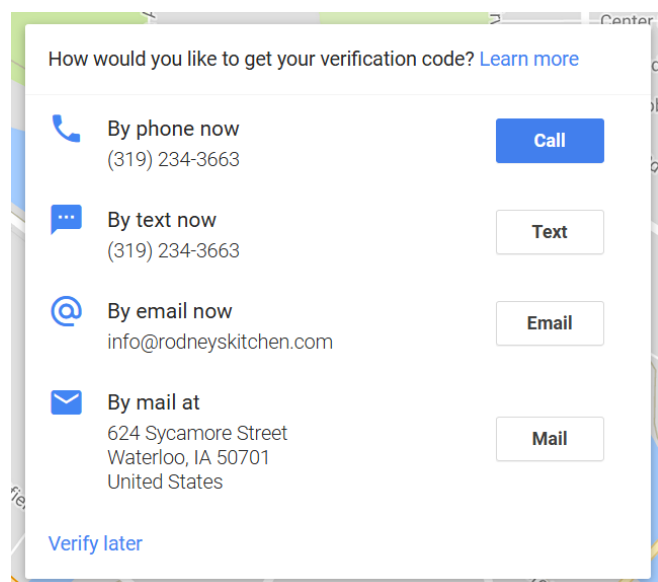 Center
How would you like to get your verification code? Learn more
By phone now
(319) 234-3663
Call
By text now
(319) 234-3663
Text
By email now
info@rodneyskitchen.com
Email
By mail at
624 Sycamore Street
Waterloo, IA 50701
United States
Mail
Verify later